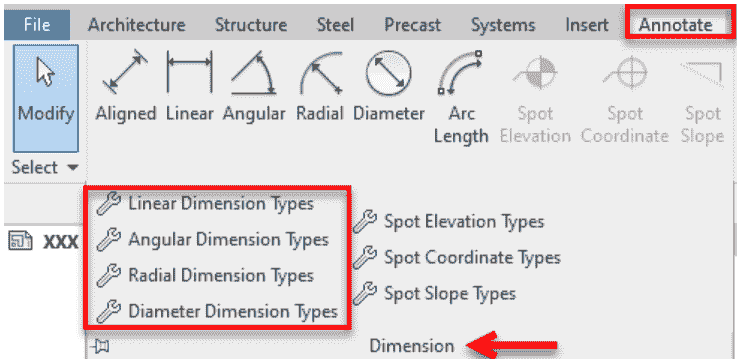 File Architecture Structure Steel Precast Systems Insert Annotate
Modify Aligned Linear Angular Radial Diameter Arc Length Spot Elevation Spot Coordinate Spot Slope
Select
Linear Dimension Types
Angular Dimension Types
Radial Dimension Types
Diameter Dimension Types
Spot Elevation Types
Spot Coordinate Types
Spot Slope Types
XXX
Dimension